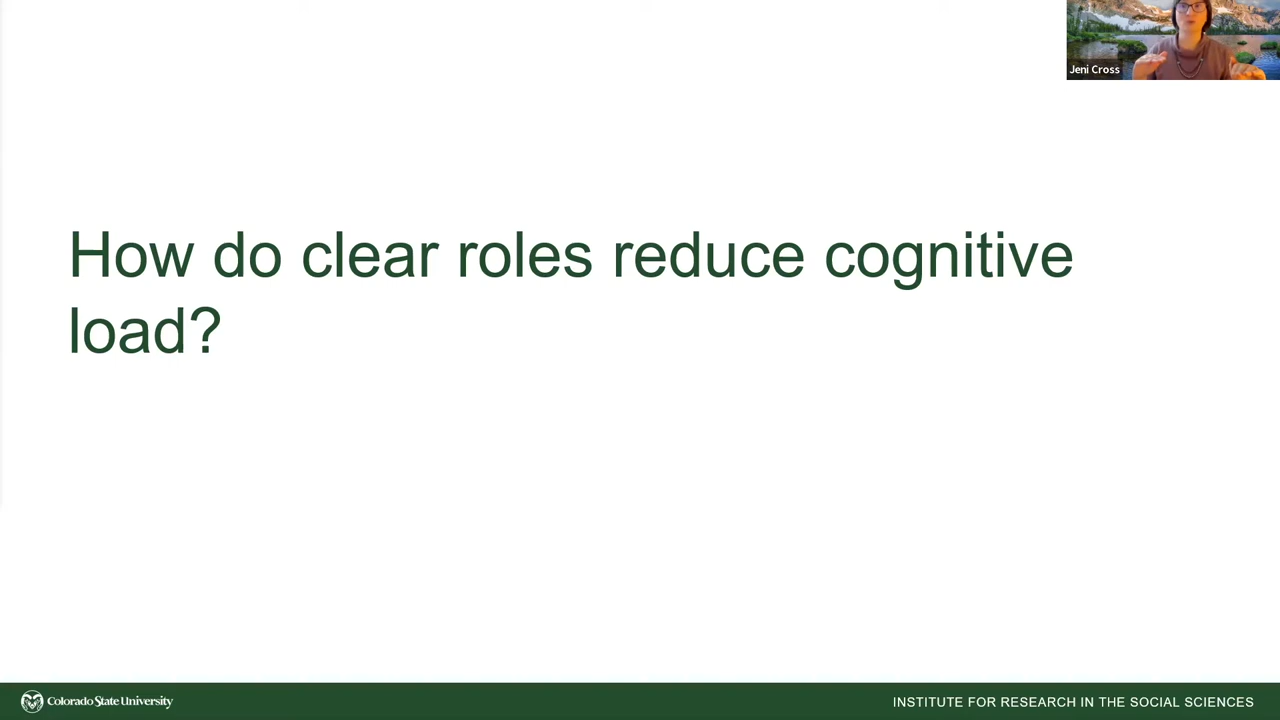 Jeni Cross
How do clear roles reduce cognitive
load?
Colorado State University
INSTITUTE FOR RESEARCH IN THE SOCIAL SCIENCES